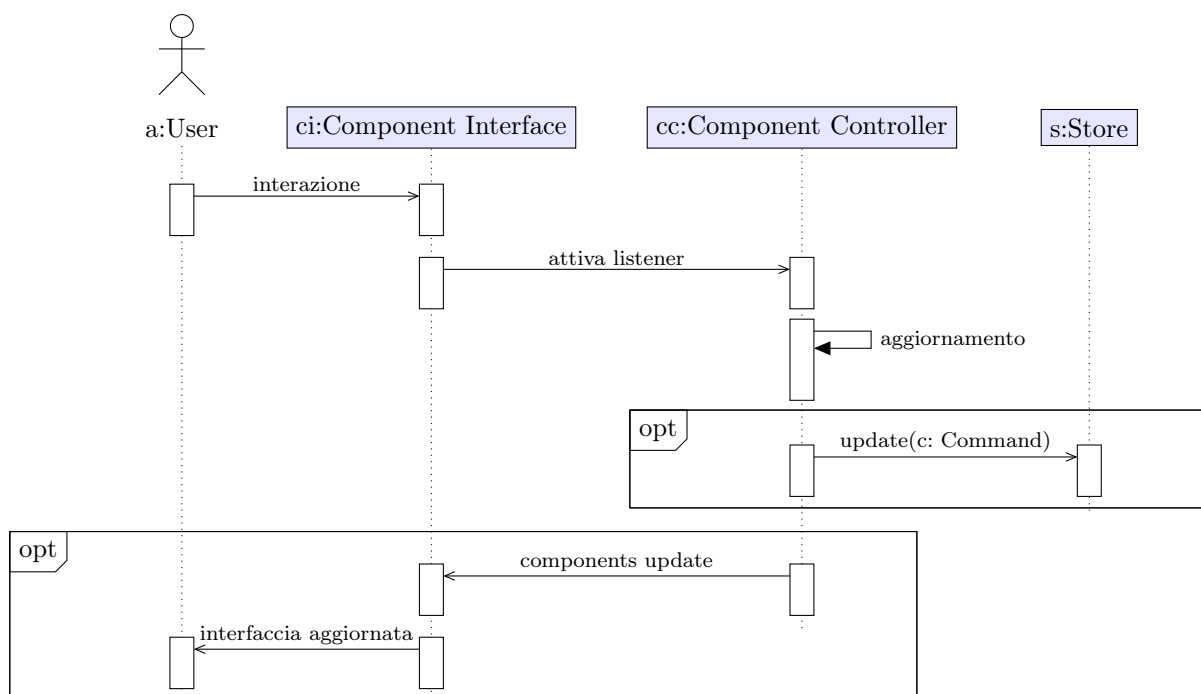 a:User
ci:Component Interface
cc:Component Controller
s:Store
interazione
attiva listener
aggiornamento
opt
update(c: Command)
opt
components update
interfaccia aggiornata